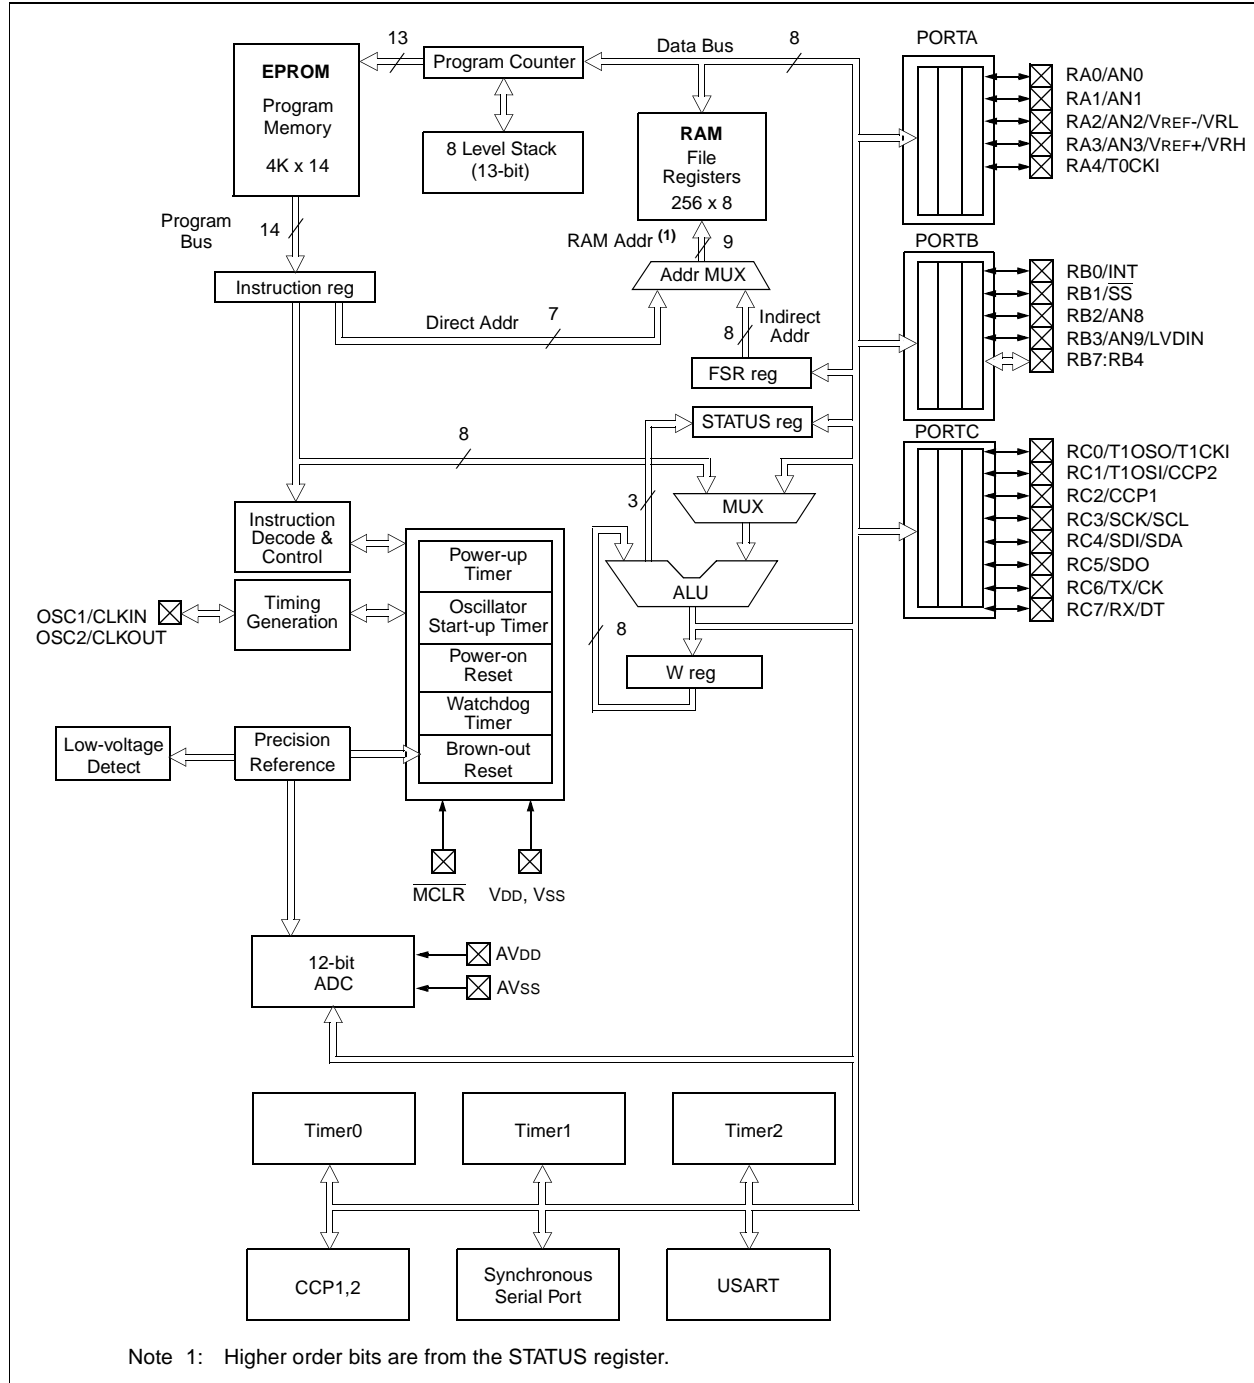 13
Data Bus
8
PORTA
EPROM
Program
Memory
4K x 14
Program Counter
8 Level Stack
(13-bit)
RAM
File
Registers
256 x 8
RA0/AN0
RA1/AN1
RA2/AN2/VREF-/VRL
RA3/AN3/VREF+/VRH
RA4/T0CKI
Program
Bus
14
RAM Addr (1)
9
PORTB
Instruction reg
Addr MUX
RB0/INT
RB1/SS
RB2/AN8
RB3/AN9/LVDIN
RB7:RB4
Direct Addr
7
8
Indirect
Addr
FSR reg
STATUS reg
PORTC
8
3
MUX
RC0/T1OSO/T1CKI
RC1/T1OSI/CCP2
RC2/CCP1
RC3/SCK/SCL
RC4/SDI/SDA
RC5/SDO
RC6/TX/CK
RC7/RX/DT
Instruction
Decode &
Control
Power-up
Timer
Oscillator
Start-up Timer
Power-on
Reset
Watchdog
Timer
Brown-out
Reset
ALU
8
W reg
OSC1/CLKIN
OSC2/CLKOUT
Timing
Generation
Low-voltage
Detect
Precision
Reference
MCLR
VDD, VSS
12-bit
ADC
AVDD
AVSS
Timer0
Timer1
Timer2
CCP1,2
Synchronous
Serial Port
USART
Note 1: Higher order bits are from the STATUS register.